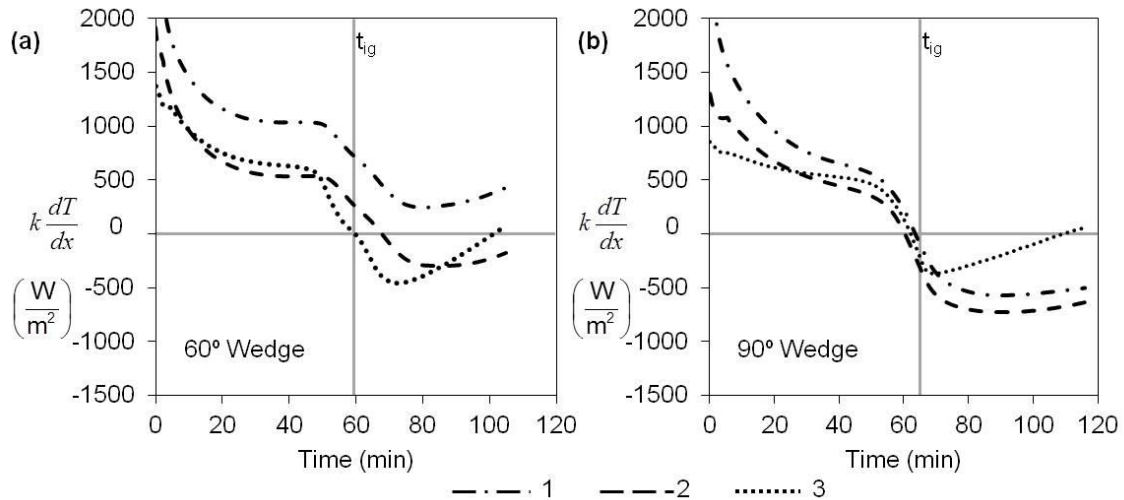 (a)
2000
1500
1000
500
0
-500
-1000
-1500
k dT/dx
(W/m²)
t_ig
60º Wedge
0 20 40 60 80 100 120
Time (min)
(b)
2000
1500
1000
500
0
-500
-1000
-1500
k dT/dx
(W/m²)
t_ig
90º Wedge
0 20 40 60 80 100 120
Time (min)
1 2 3